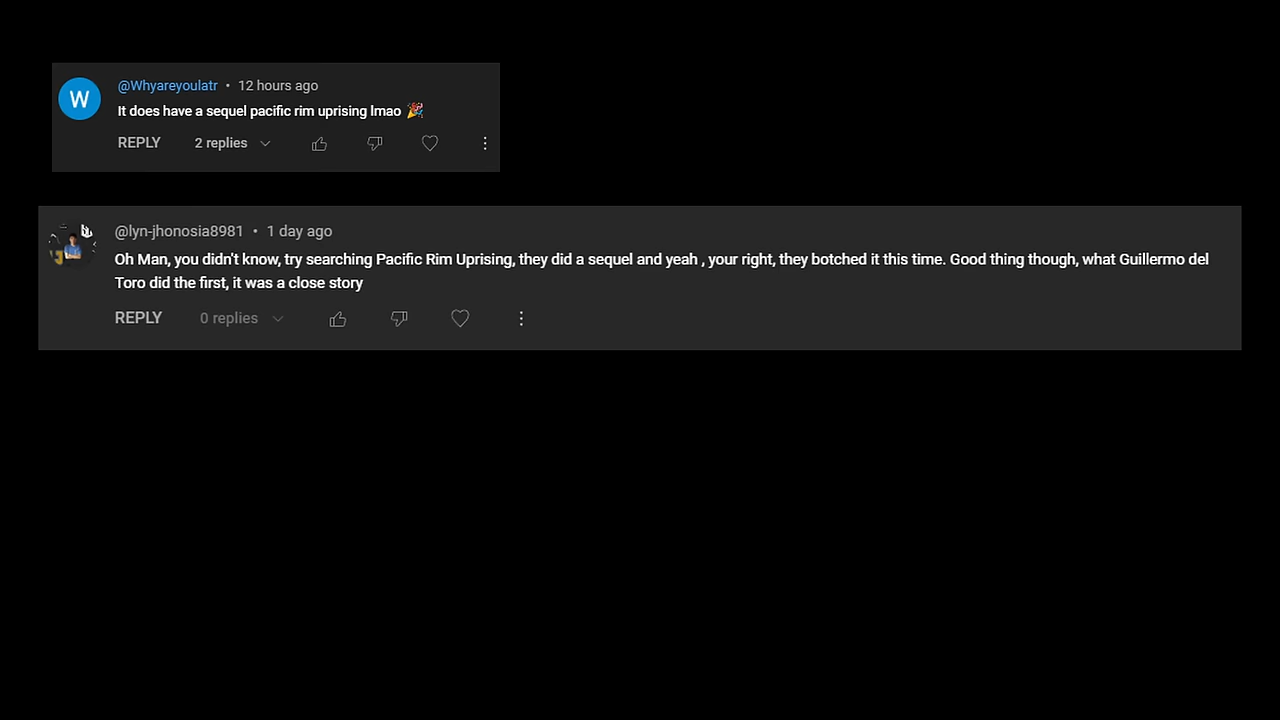 W
@Whyareyoulatr • 12 hours ago
It does have a sequel pacific rim uprising lmao 🎉
REPLY 2 replies
@lyn-jhonosia8981 • 1 day ago
Oh Man, you didn't know, try searching Pacific Rim Uprising, they did a sequel and yeah , your right, they botched it this time. Good thing though, what Guillermo del
Toro did the first, it was a close story
REPLY 0 replies